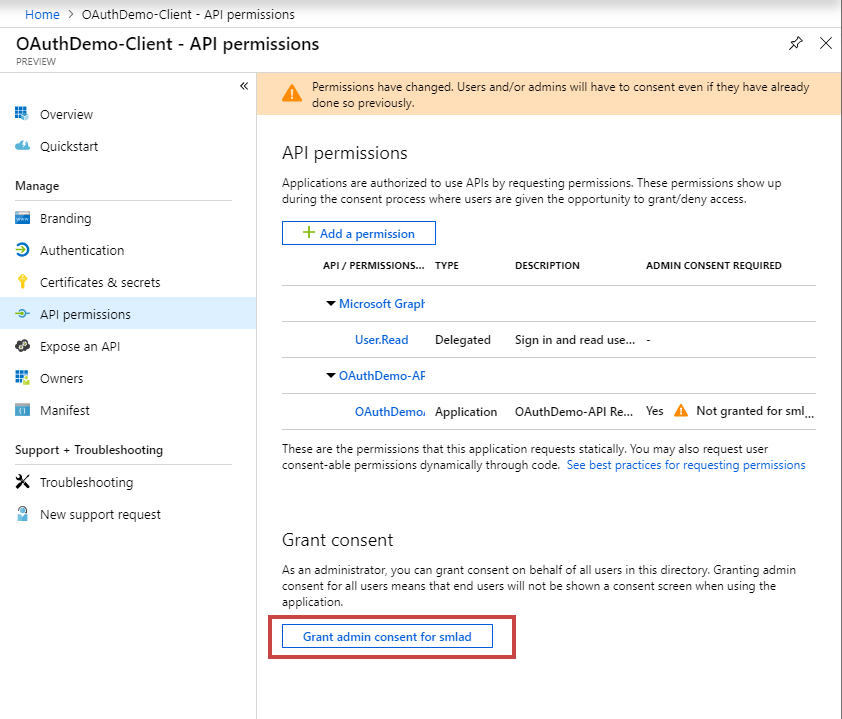 Home > OAuthDemo-Client - API permissions
OAuthDemo-Client - API permissions
PREVIEW
«
Overview
Quickstart
Manage
Branding
Authentication
Certificates & secrets
API permissions
Expose an API
Owners
Manifest
Support + Troubleshooting
Troubleshooting
New support request
Permissions have changed. Users and/or admins will have to consent even if they have already
done so previously.
API permissions
Applications are authorized to use APIs by requesting permissions. These permissions show up
during the consent process where users are given the opportunity to grant/deny access.
+ Add a permission
API / PERMISSIONS... TYPE DESCRIPTION ADMIN CONSENT REQUIRED
Microsoft Graph
User.Read Delegated Sign in and read use... -
OAuthDemo-AP
OAuthDemo Application OAuthDemo-API Re... Yes Not granted for sml...
These are the permissions that this application requests statically. You may also request user
consent-able permissions dynamically through code. See best practices for requesting permissions
Grant consent
As an administrator, you can grant consent on behalf of all users in this directory. Granting admin
consent for all users means that end users will not be shown a consent screen when using the
application.
Grant admin consent for smlad